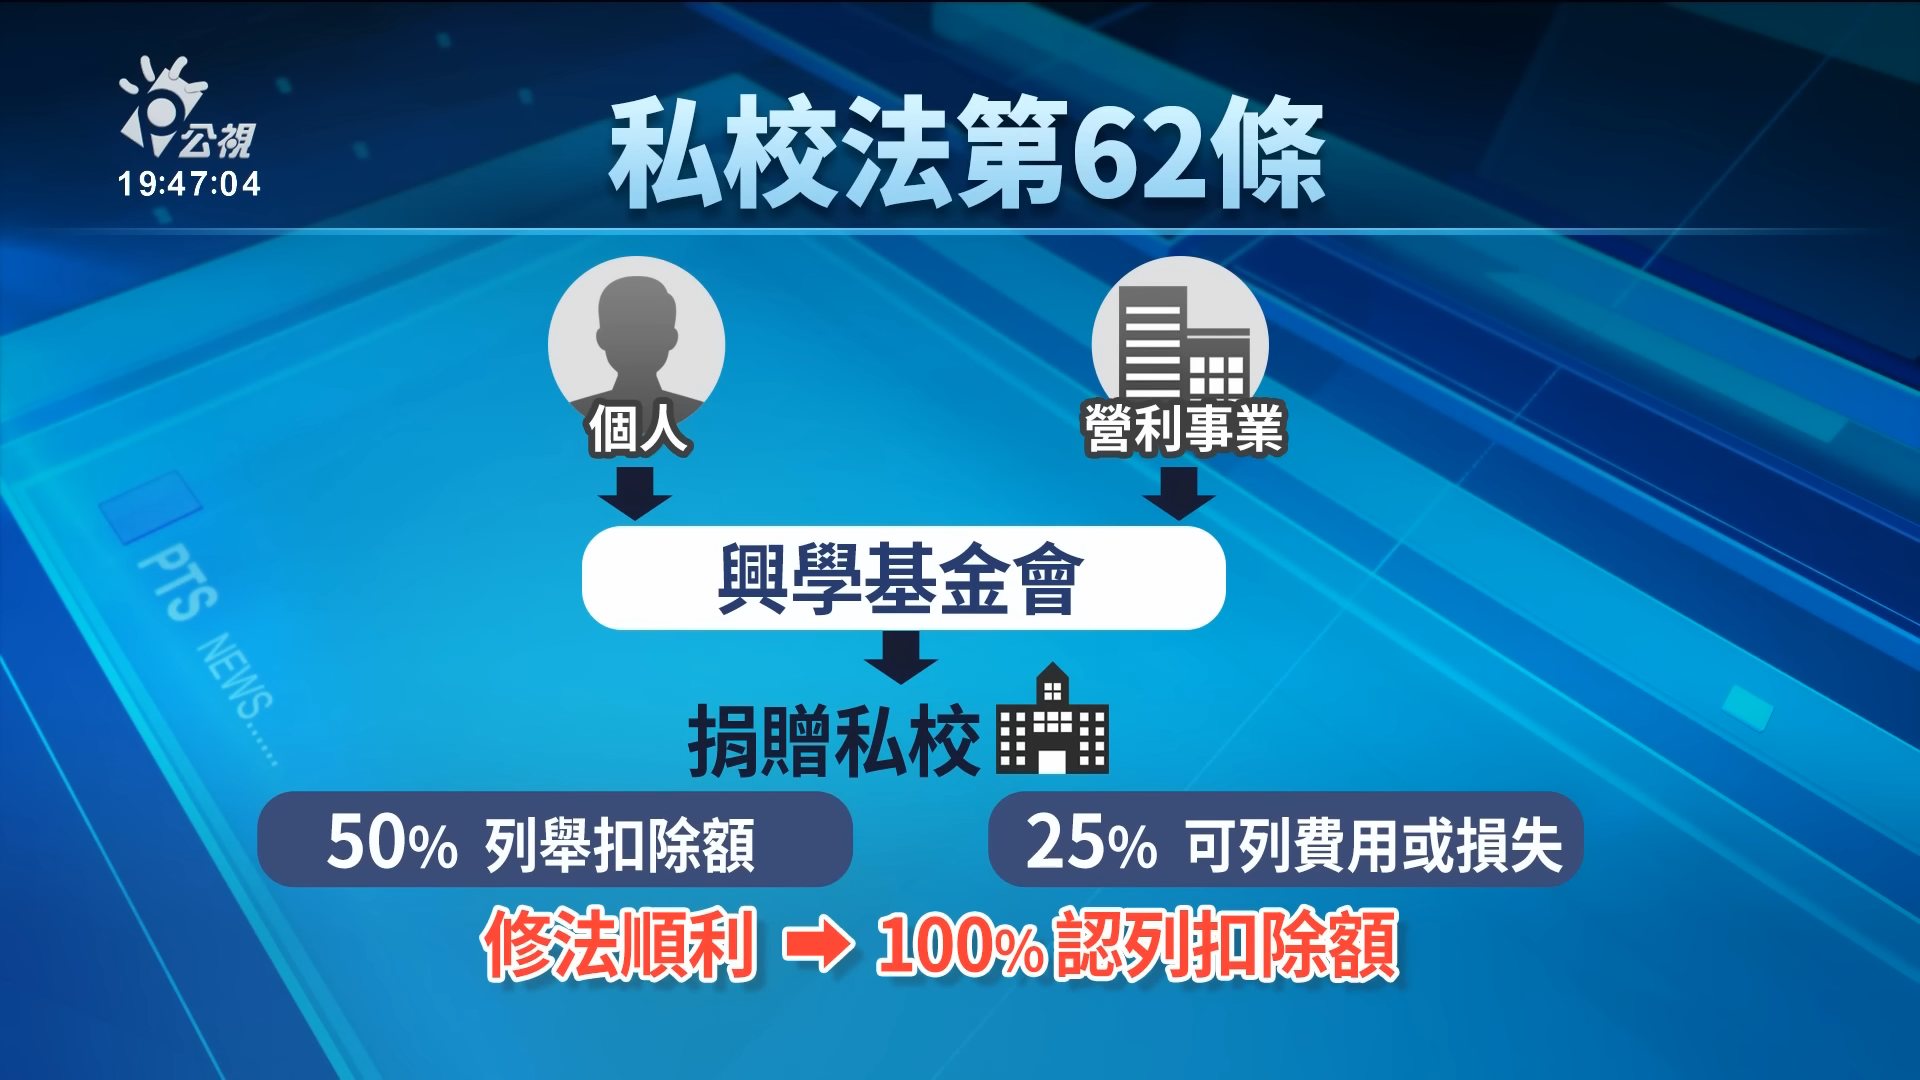 公視
19:47:04
私校法第62條
個人
營利事業
興學基金會
捐贈私校
50% 列舉扣除額
25% 可列費用或損失
修法順利 ➡ 100%認列扣除額
PTS NEWS......